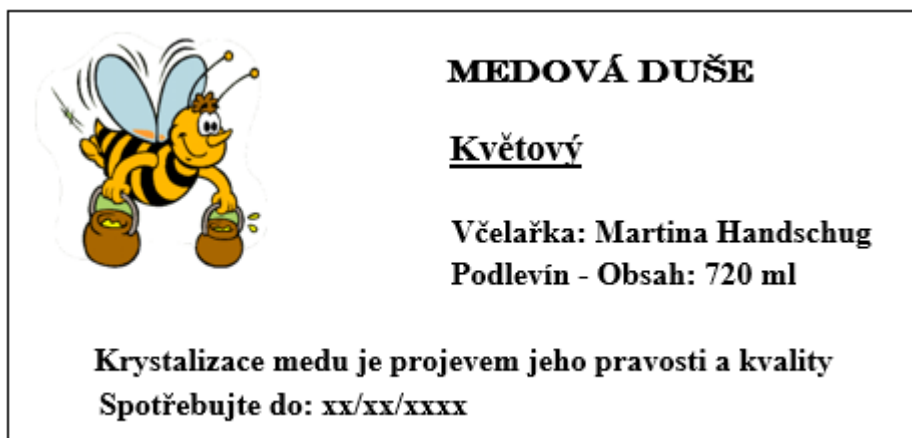 MEDOVÁ DUŠE
Květový
Včelařka: Martina Handschug
Podlevín - Obsah: 720 ml
Krystalizace medu je projevem jeho pravosti a kvality
Spotřebujte do: xx/xx/xxxx